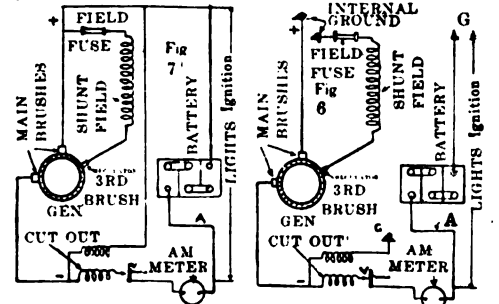 + FIELD
FUSE
MAIN
BRUSHES
SHUNT
FIELD
Fig
7
BATTERY
LIGHTS Ignition
3RD
BRUSH
GEN
A
CUT OUT
AM
METER
-
INTERNAL
GROUND
+
FIELD
FUSE
Fig
6
G
MAIN
BRUSHES
SHUNT
FIELD
BATTERY
LIGHTS Ignition
3RD
BRUSH
GEN
G
A
CUT OUT
AM
METER
-